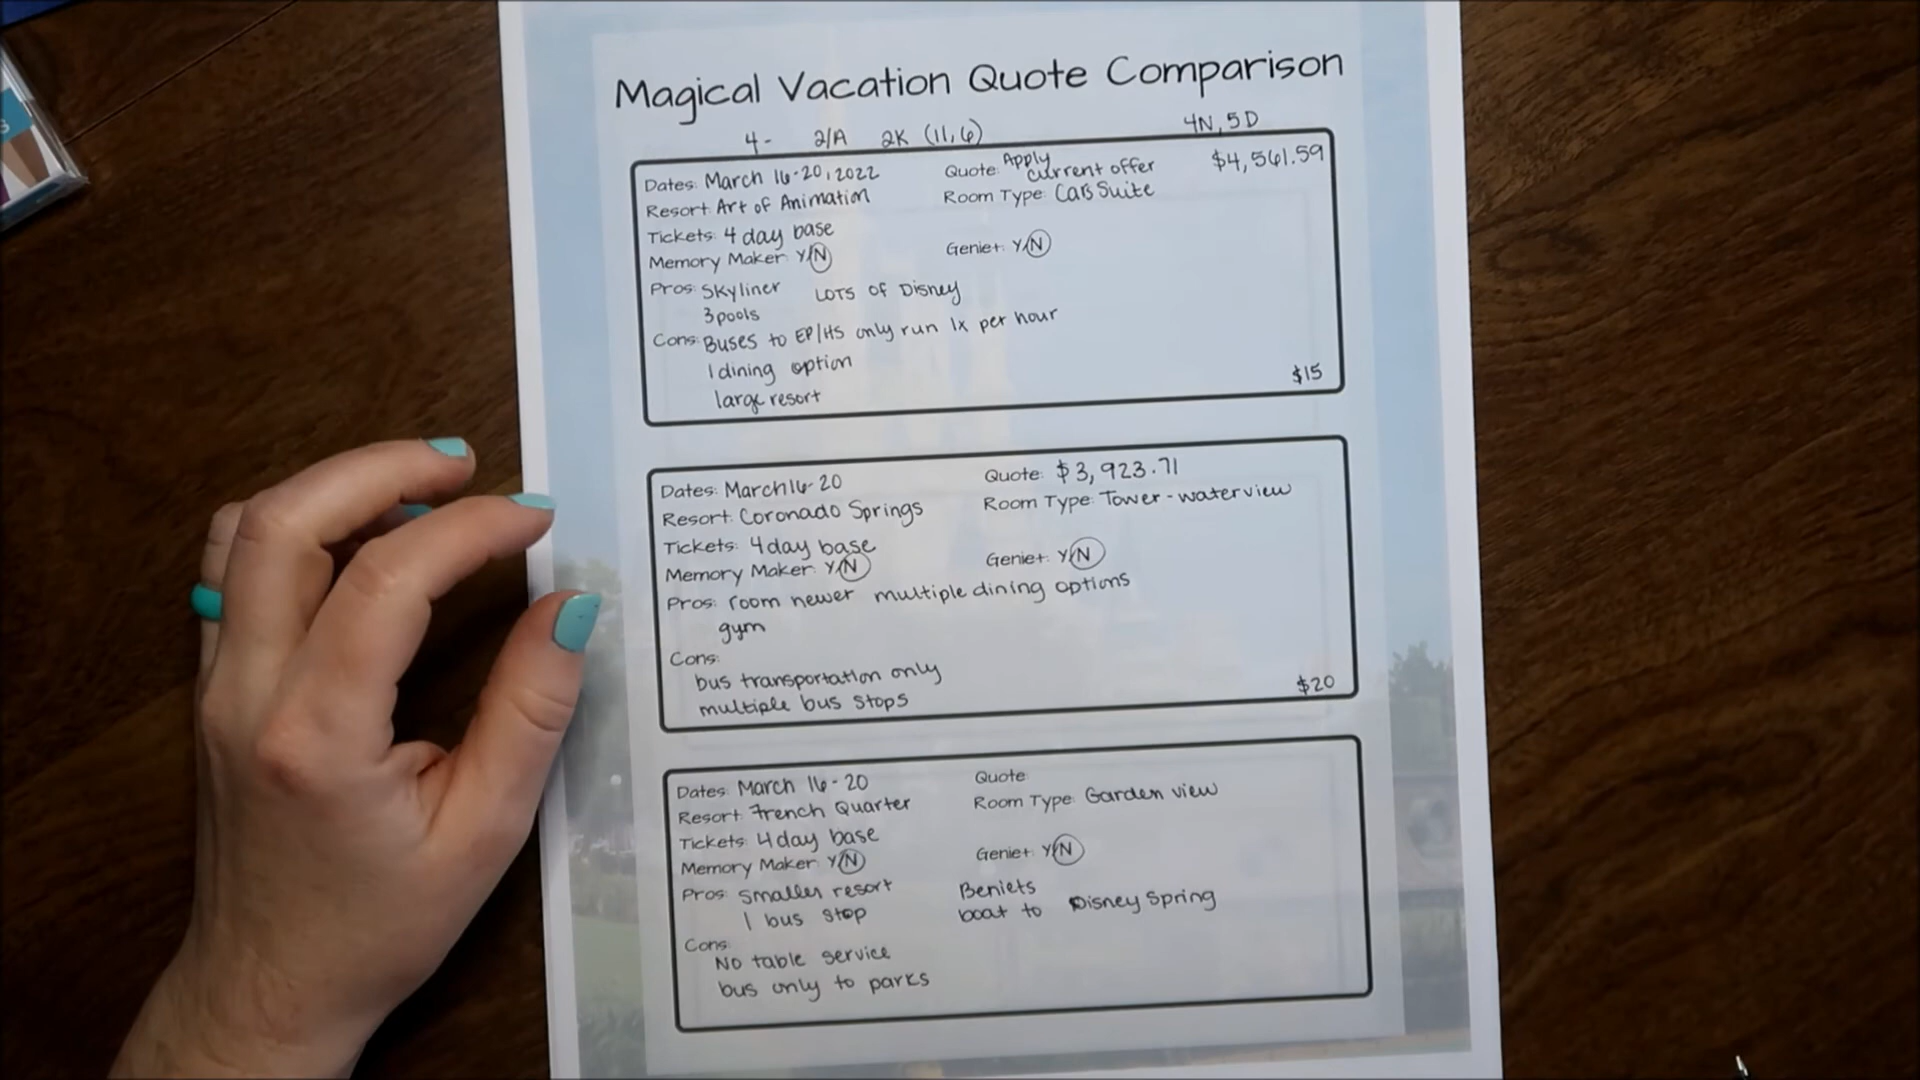 Magical Vacation Quote Comparison
4- 2/A 2K (11,6) 4N, 5D
Dates: March 16-20, 2022 Quote: Apply current offer $4,561.59
Resort: Art of Animation Room Type: Cars Suite
Tickets: 4 day base
Memory Maker: Y/N Genie+: Y/N
Pros: Skyliner LOTS of Disney
3 pools
Cons: Buses to EP/HS only run 1x per hour
1 dining option
large resort $15
Dates: March 16-20 Quote: $3,923.71
Resort: Coronado Springs Room Type: Tower - water view
Tickets: 4 day base
Memory Maker: Y/N Genie+: Y/N
Pros: room newer multiple dining options
gym
Cons:
bus transportation only $20
multiple bus stops
Dates: March 16-20 Quote:
Resort: French Quarter Room Type: Garden view
Tickets: 4 day base
Memory Maker: Y/N Genie+: Y/N
Pros: Smaller resort Beniets
1 bus stop boat to Disney Spring
Cons:
No table service
bus only to parks